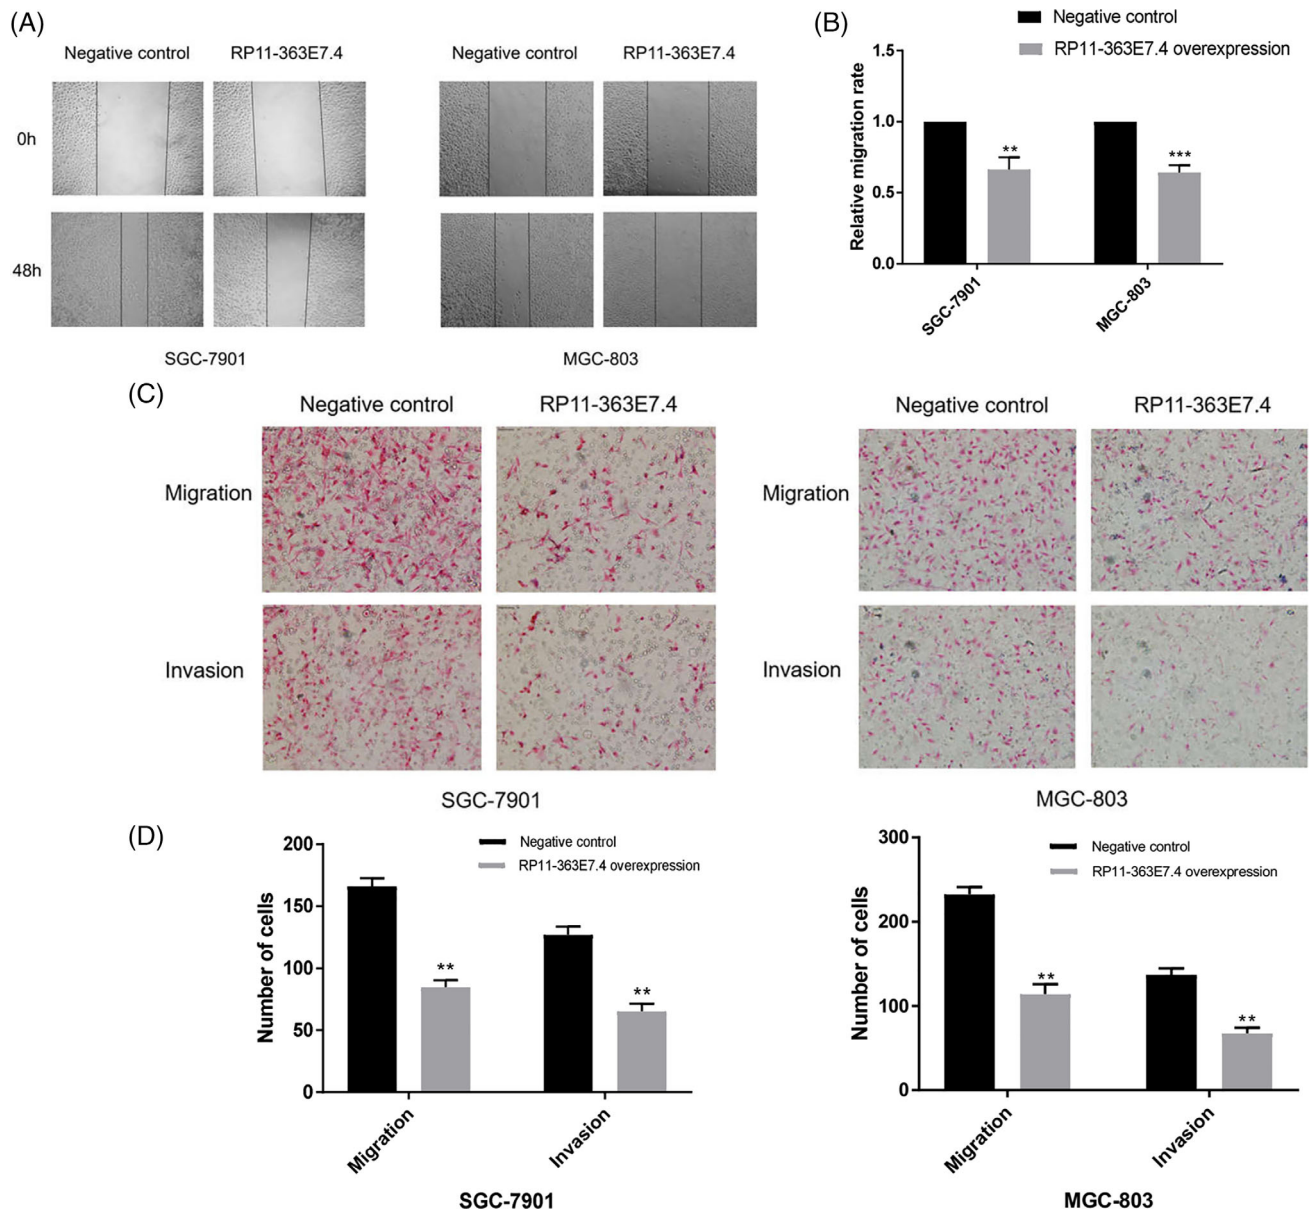 (A)
Negative control RP11-363E7.4 Negative control RP11-363E7.4
0h
48h
SGC-7901 MGC-803
(B)
Negative control
RP11-363E7.4 overexpression
Relative migration rate
1.5
1.0
0.5
0.0
** ***
SGC-7901 MGC-803
(C)
Negative control RP11-363E7.4 Negative control RP11-363E7.4
Migration Migration
Invasion Invasion
SGC-7901 MGC-803
(D)
Negative control
RP11-363E7.4 overexpression
Number of cells
200
150
100
50
0
** **
Migration Invasion
SGC-7901
Negative control
RP11-363E7.4 overexpression
Number of cells
300
200
100
0
** **
Migration Invasion
MGC-803